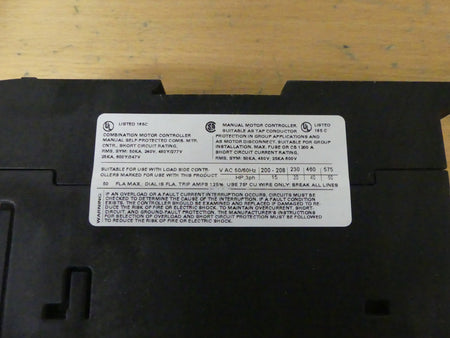 LISTED 165C
COMBINATION MOTOR CONTROLLER
MANUAL SELF PROTECTED COMB. MTR.
CNTR. SHORT CIRCUIT RATING.
RMS. SYM: 50KA, 240V, 480Y/277V
25KA, 600Y/347V
MANUAL MOTOR CONTROLLER.
SUITABLE AS TAP CONDUCTOR
PROTECTION IN GROUP APPLICATIONS AND
AS MOTOR DISCONNECT. SUITABLE FOR GROUP
INSTALLATION. MAX. FUSE OR CB 1200 A
SHORT CIRCUIT CURRENT RATING.
RMS. SYM: 50KA, 480V, 25KA 600V
LISTED
165 C
SUITABLE FOR USE WITH LOAD SIDE CONTR-
OLLERS MARKED FOR USE WITH THIS PRODUCT
V AC 50/60Hz 200 - 208 230 460 575
HP, 3ph 15 20 40
50 FLA MAX. DIAL IS FLA. TRIP AMPS 125%. USE 75° CU WIRE ONLY. BREAK ALL LINES
WARNING
IF AN OVERLOAD OR A FAULT CURRENT INTERRUPTION OCCURS, CIRCUITS MUST BE
CHECKED TO DETERMINE THE CAUSE OF THE INTERRUPTION. IF A FAULT CONDITION
EXISTS, THE CONTROLLER SHOULD BE EXAMINED AND REPLACED IF DAMAGED TO RE-
DUCE THE RISK OF FIRE OR ELECTRIC SHOCK. TO MAINTAIN OVERCURRENT, SHORT-
CIRCUIT, AND GROUND-FAULT PROTECTION, THE MANUFACTURER'S INSTRUCTIONS
FOR SELECTION OF OVERLOAD AND SHORT CIRCUIT PROTECTION MUST BE FOLLOWED
TO REDUCE THE RISK OF FIRE OR ELECTRIC SHOCK.